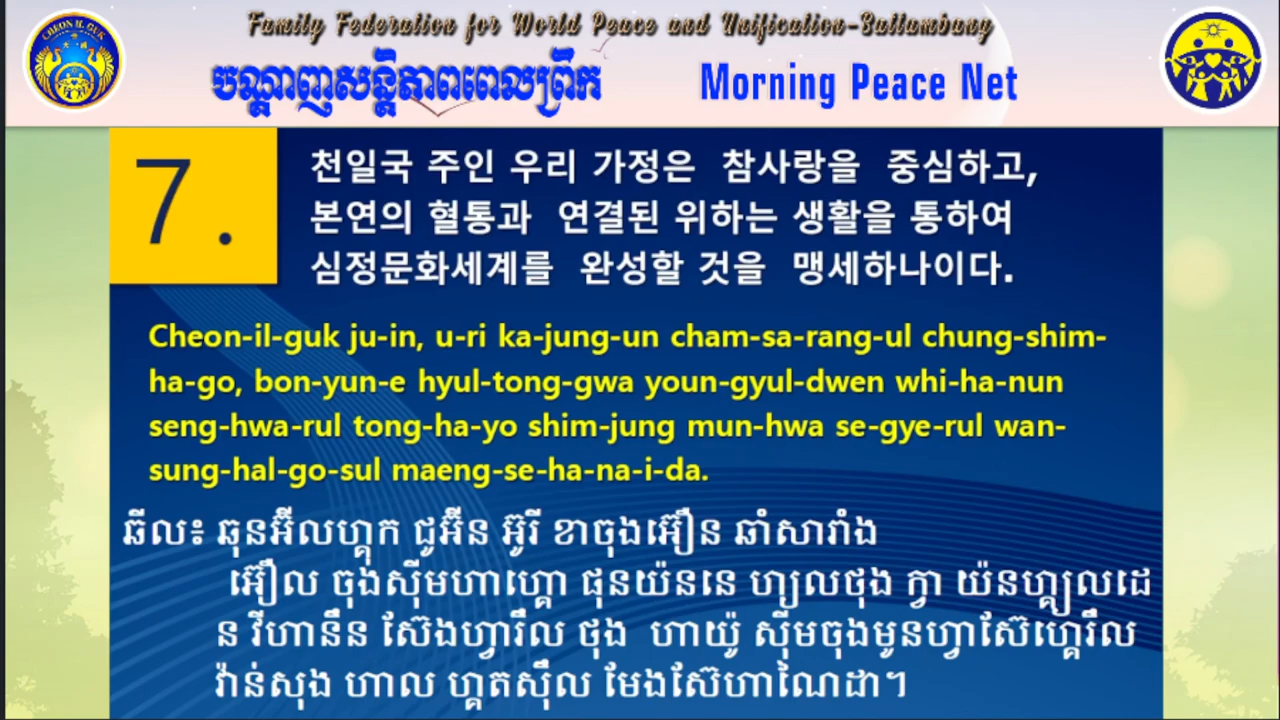 Family Federation for World Peace and Unification-Battambang
បណ្ដាញសន្តិភាពពេលព្រឹក Morning Peace Net
CHEON IL GUK
7.
천일국 주인 우리 가정은 참사랑을 중심하고,
본연의 혈통과 연결된 위하는 생활을 통하여
심정문화세계를 완성할 것을 맹세하나이다.
Cheon-il-guk ju-in, u-ri ka-jung-un cham-sa-rang-ul chung-shim-
ha-go, bon-yun-e hyul-tong-gwa youn-gyul-dwen whi-ha-nun
seng-hwa-rul tong-ha-yo shim-jung mun-hwa se-gye-rul wan-
sung-hal-go-sul maeng-se-ha-na-i-da.
ឆីល៖ ឆុនអ៊ីលហ្គុក ជូអ៊ីន អ៊ូរី ខាចុងអ៊ឿន ឆាំសារាំង
អ៊ឿល ចុងស៊ីមហាហ្គោ ផុនយ៉ននេ ហ្យលថុង ក្វា យ៉នហ្គ្យលដេ
ន វីហានឹន ស៊ែងហ្វារឹល ថុង ហាយ៉ូ ស៊ីមចុងមូនហ្វាស៊ែហ្គេរឹល
វ៉ាន់សុង ហាល ហ្គតស៊ឹល មែងស៊ែហាណៃដា។